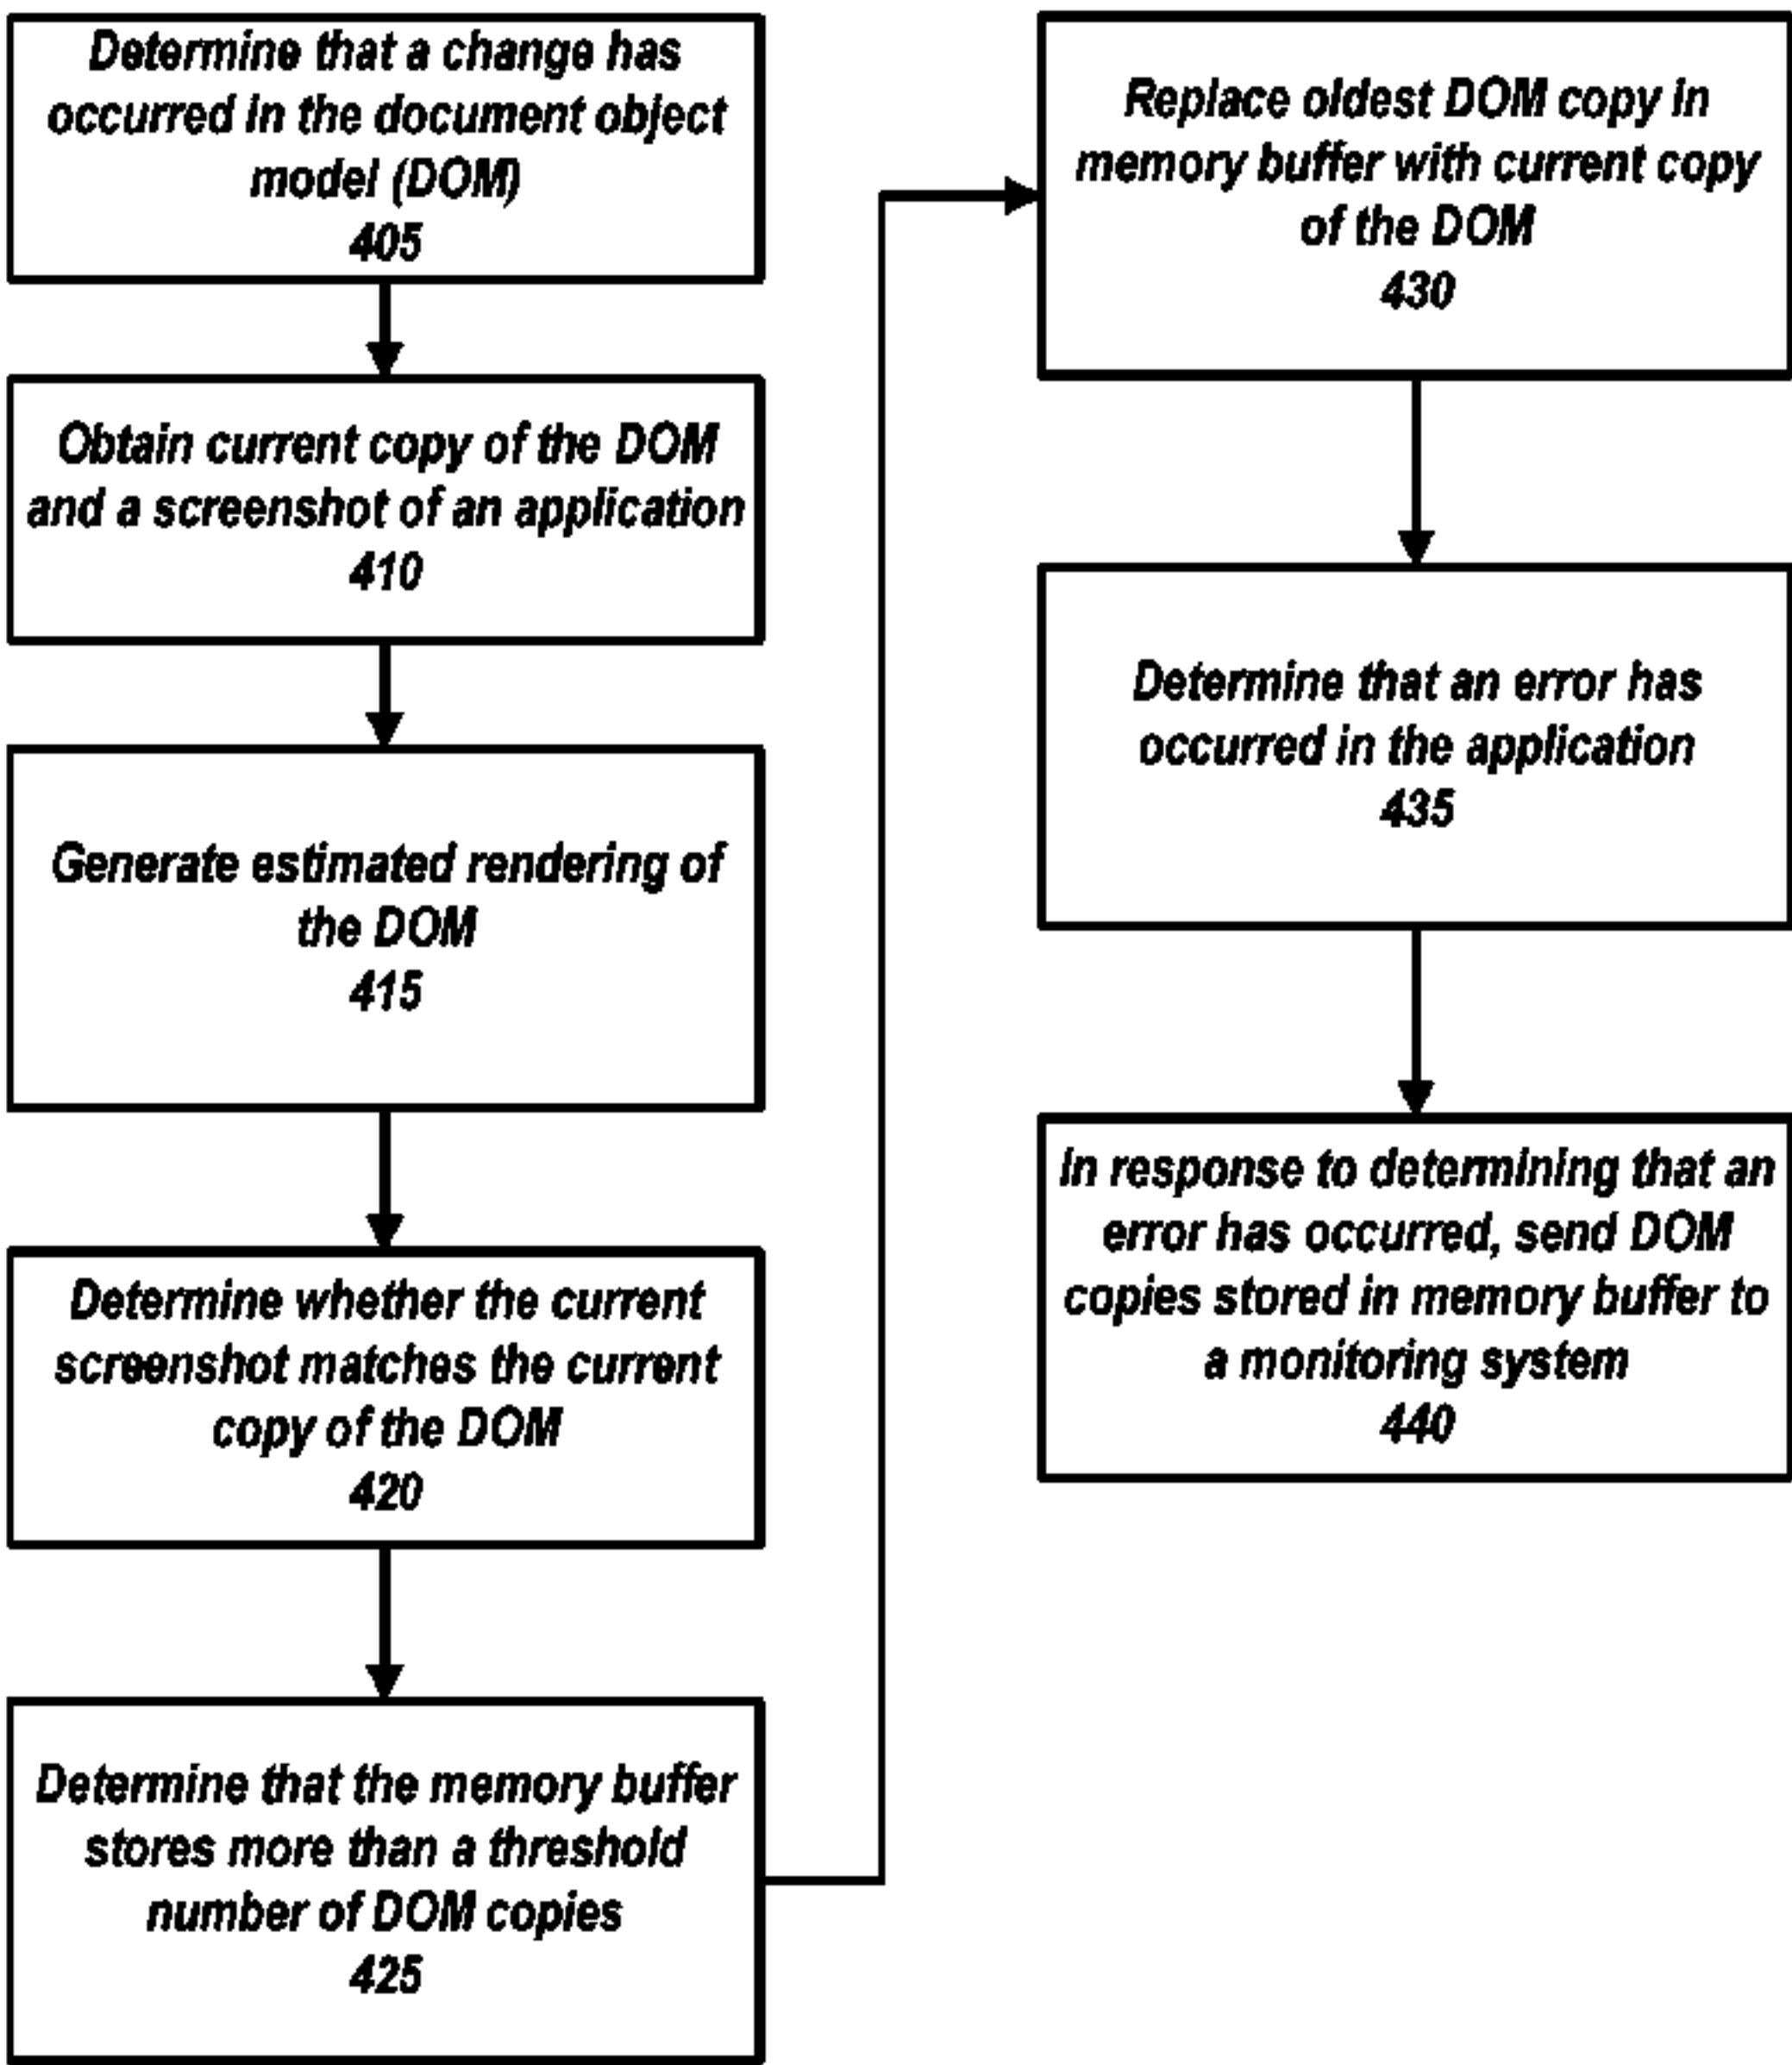 Determine that a change has
occurred in the document object
model (DOM)
405
Obtain current copy of the DOM
and a screenshot of an application
410
Generate estimated rendering of
the DOM
415
Determine whether the current
screenshot matches the current
copy of the DOM
420
Determine that the memory buffer
stores more than a threshold
number of DOM copies
425
Replace oldest DOM copy in
memory buffer with current copy
of the DOM
430
Determine that an error has
occurred in the application
435
In response to determining that an
error has occurred, send DOM
copies stored in memory buffer to
a monitoring system
440